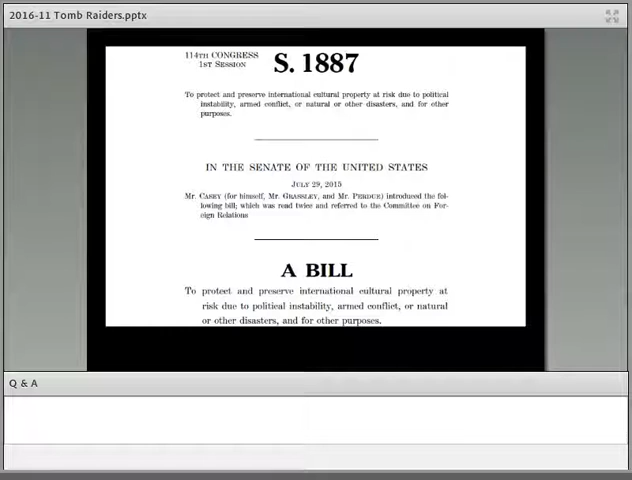 2016-11 Tomb Raiders.pptx
114TH CONGRESS
1ST SESSION
S. 1887
To protect and preserve international cultural property at risk due to political
instability, armed conflict, or natural or other disasters, and for other
purposes.
IN THE SENATE OF THE UNITED STATES
JULY 29, 2015
Mr. CASEY (for himself, Mr. GRASSLEY, and Mr. PERDUE) introduced the fol-
lowing bill; which was read twice and referred to the Committee on For-
eign Relations
A BILL
To protect and preserve international cultural property at
risk due to political instability, armed conflict, or natural
or other disasters, and for other purposes.
Q & A